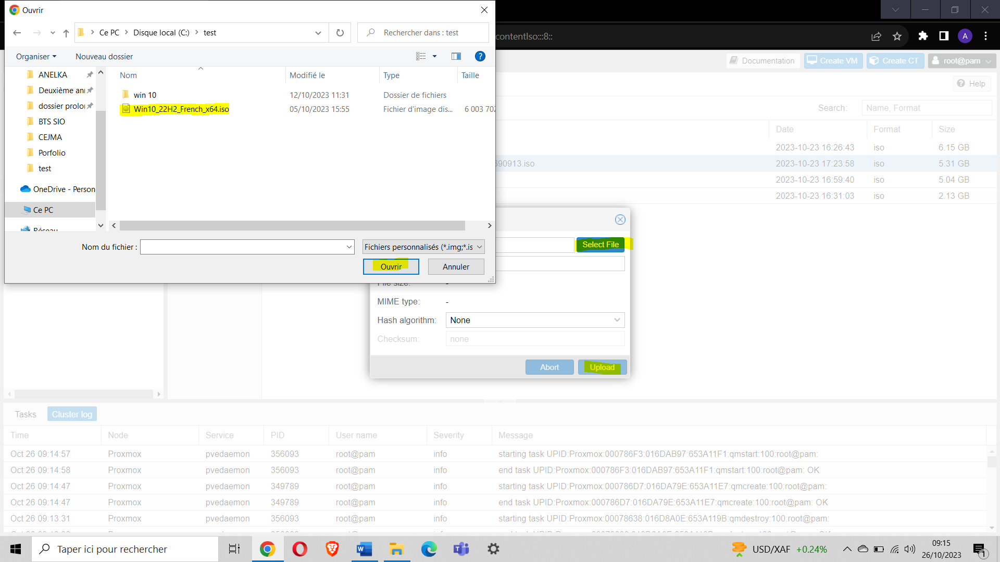 Ouvrir
Ce PC
Disque local (C:)
test
Rechercher dans : test
contentIso:::8::
A
Organiser
Nouveau dossier
?
Documentation
Create VM
Create CT
root@pam
Help
ANELKA
Deuxième an
dossier prolo
BTS SIO
CEJMA
Porfolio
test
OneDrive - Person
Ce PC
Réseau
Nom
Modifié le
Type
Taille
win 10
12/10/2023 11:31
Dossier de fichiers
Win10_22H2_French_x64.iso
05/10/2023 15:55
Fichier d'image dis...
6 003 702
Search:
Name, Format
Date
Format
Size
2023-10-23 16:26:43
iso
6.15 GB
690913.iso
2023-10-23 17:23:58
iso
5.31 GB
2023-10-23 16:59:40
iso
5.04 GB
2023-10-23 16:31:03
iso
2.13 GB
Nom du fichier :
Fichiers personnalisés (*.img;*.is
Ouvrir
Annuler
Select File
File size:
-
MIME type:
-
Hash algorithm:
None
Checksum:
none
Abort
Upload
Tasks
Cluster log
Time
Node
Service
PID
User name
Severity
Message
Oct 26 09:14:57
Proxmox
pvedaemon
356093
root@pam
info
starting task UPID:Proxmox:000786F3:016DAB97:653A11F1:qmstart:100:root@pam:
Oct 26 09:14:58
Proxmox
pvedaemon
356093
root@pam
info
end task UPID:Proxmox:000786F3:016DAB97:653A11F1:qmstart:100:root@pam: OK
Oct 26 09:14:47
Proxmox
pvedaemon
349789
root@pam
info
starting task UPID:Proxmox:000786D7:016DA79E:653A11E7:qmcreate:100:root@pam:
Oct 26 09:14:47
Proxmox
pvedaemon
349789
root@pam
info
end task UPID:Proxmox:000786D7:016DA79E:653A11E7:qmcreate:100:root@pam: OK
Oct 26 09:13:31
Proxmox
pvedaemon
356093
root@pam
info
starting task UPID:Proxmox:00078638:016D8A0E:653A119B:qmdestroy:100:root@pam:
Taper ici pour rechercher
USD/XAF +0.24%
09:15
26/10/2023
1